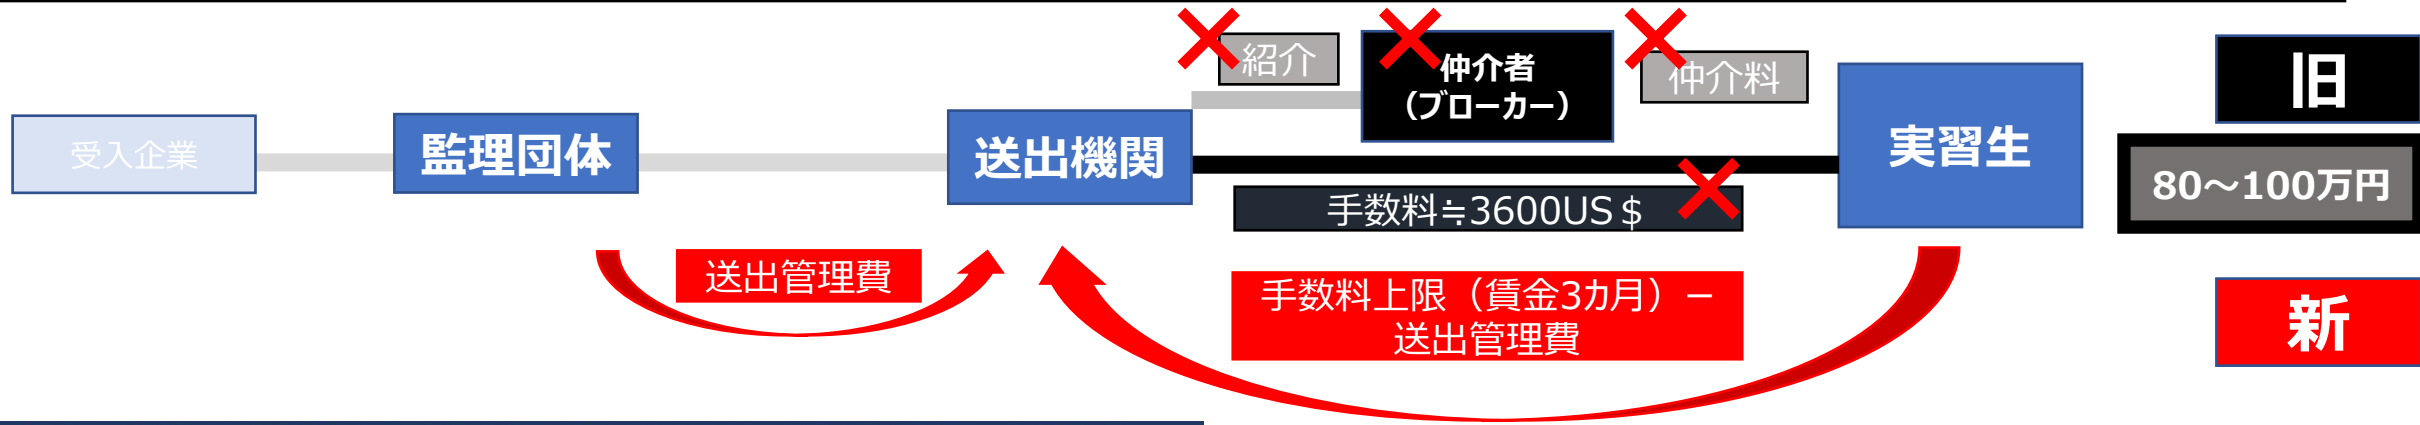 紹介
仲介者
（ブローカー）
仲介料
旧
受入企業
監理団体
送出機関
実習生
80～100万円
手数料≒3600US＄
送出管理費
手数料上限（賃金3カ月）－
送出管理費
新